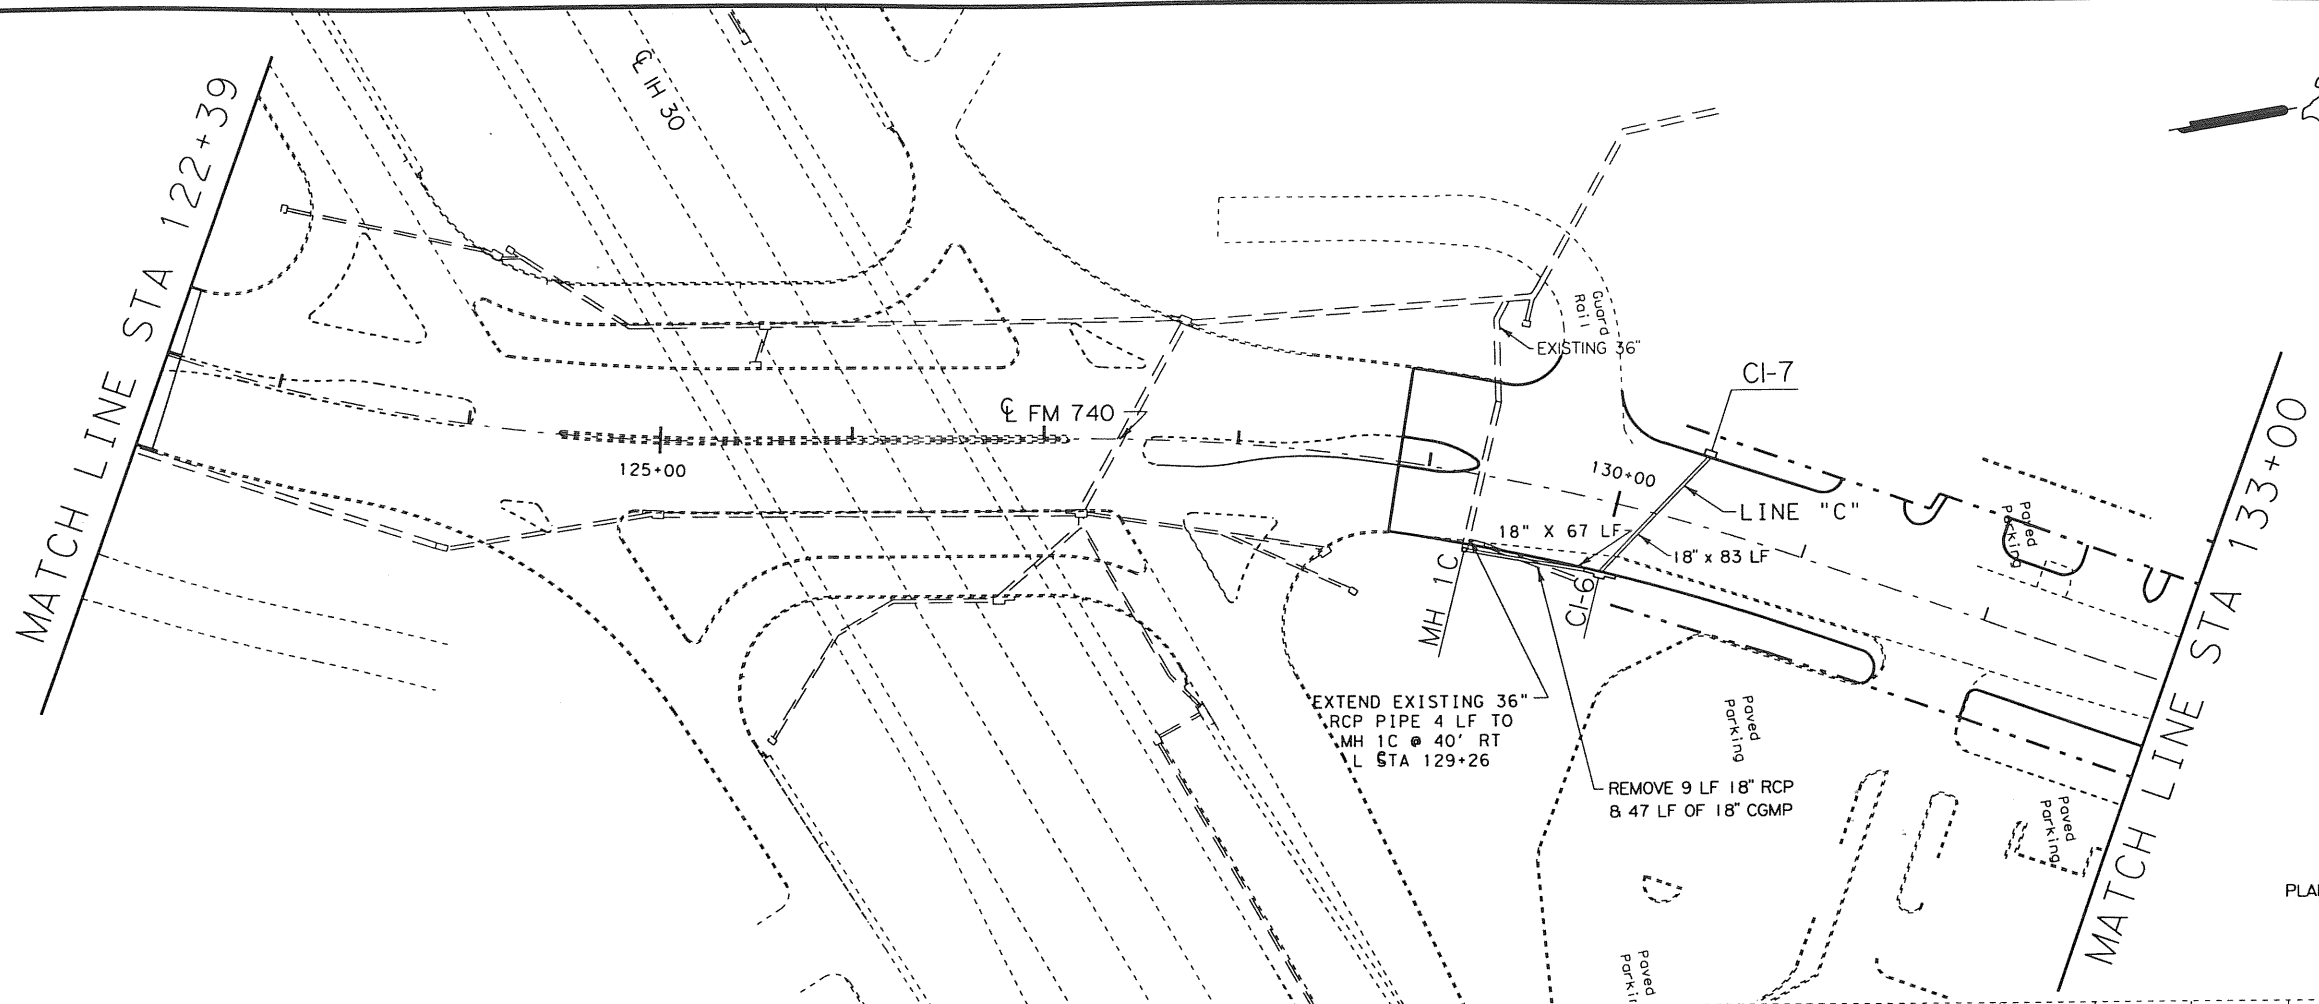 MATCH LINE STA 122+39
℄ IH 30
Guard
Rail
EXISTING 36"
CI-7
℄ FM 740
125+00
130+00
LINE "C"
18" X 67 LF
18" x 83 LF
MH 1C
CI-6
Paved
Parking
EXTEND EXISTING 36"
RCP PIPE 4 LF TO
MH 1C @ 40' RT
℄ STA 129+26
REMOVE 9 LF 18" RCP
& 47 LF OF 18" CGMP
Paved
Parking
Paved
Parking
Paved
MATCH LINE STA 133+00